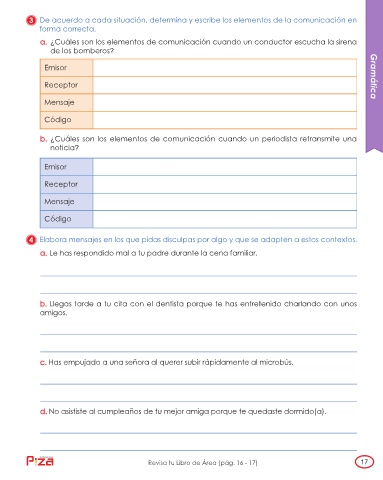 3 De acuerdo a cada situación, determina y escribe los elementos de la comunicación en
forma correcta.
a. ¿Cuáles son los elementos de comunicación cuando un conductor escucha la sirena
de los bomberos?
Emisor
Receptor
Mensaje
Código
b. ¿Cuáles son los elementos de comunicación cuando un periodista retransmite una
noticia?
Emisor
Receptor
Mensaje
Código
4 Elabora mensajes en los que pidas disculpas por algo y que se adapten a estos contextos.
a. Le has respondido mal a tu padre durante la cena familiar.
b. Llegas tarde a tu cita con el dentista porque te has entretenido charlando con unos
amigos.
c. Has empujado a una señora al querer subir rápidamente al microbús.
d. No asististe al cumpleaños de tu mejor amiga porque te quedaste dormido(a).
Gramática
Piza
Revisa tu Libro de Área (pág. 16 - 17)
17